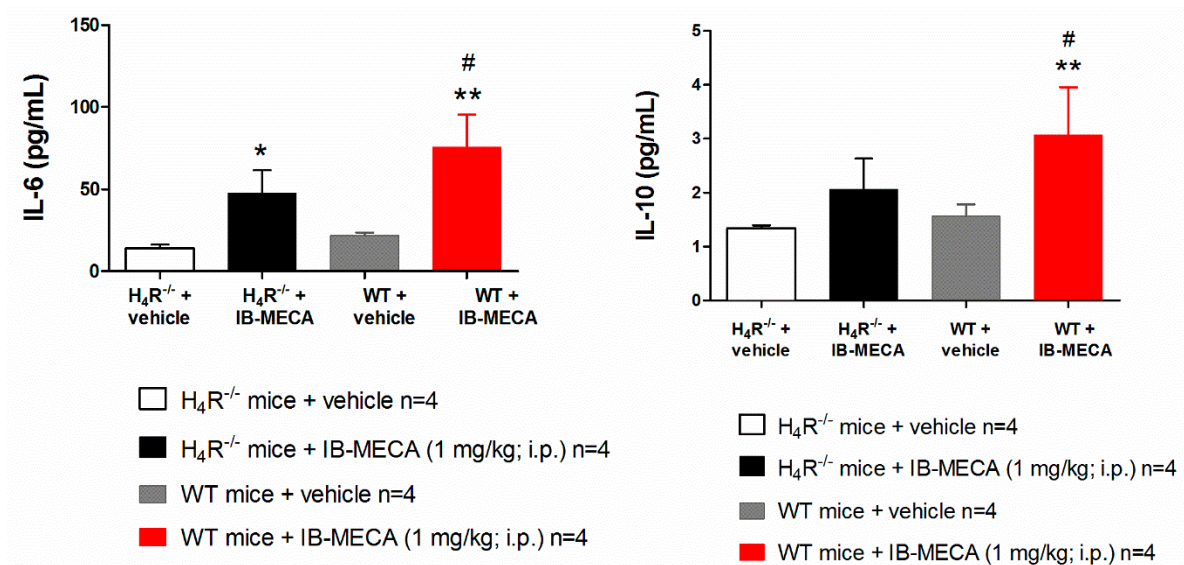 IL-6 (pg/mL)
150
100
50
0
*
#
**
H₄R⁻/⁻ +
vehicle
H₄R⁻/⁻ +
IB-MECA
WT +
vehicle
WT +
IB-MECA
H₄R⁻/⁻ mice + vehicle n=4
H₄R⁻/⁻ mice + IB-MECA (1 mg/kg; i.p.) n=4
WT mice + vehicle n=4
WT mice + IB-MECA (1 mg/kg; i.p.) n=4
IL-10 (pg/mL)
5
4
3
2
1
0
#
**
H₄R⁻/⁻ +
vehicle
H₄R⁻/⁻ +
IB-MECA
WT +
vehicle
WT +
IB-MECA
H₄R⁻/⁻ mice + vehicle n=4
H₄R⁻/⁻ mice + IB-MECA (1 mg/kg; i.p.) n=4
WT mice + vehicle n=4
WT mice + IB-MECA (1 mg/kg; i.p.) n=4